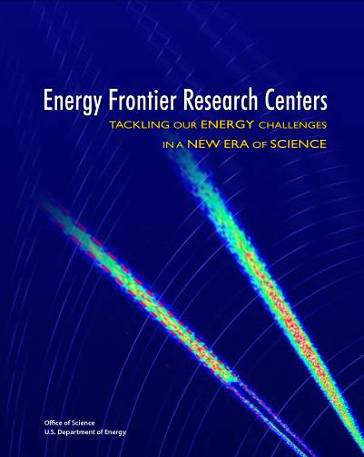 Energy Frontier Research Centers
TACKLING OUR ENERGY CHALLENGES
IN A NEW ERA OF SCIENCE
Office of Science
U.S. Department of Energy